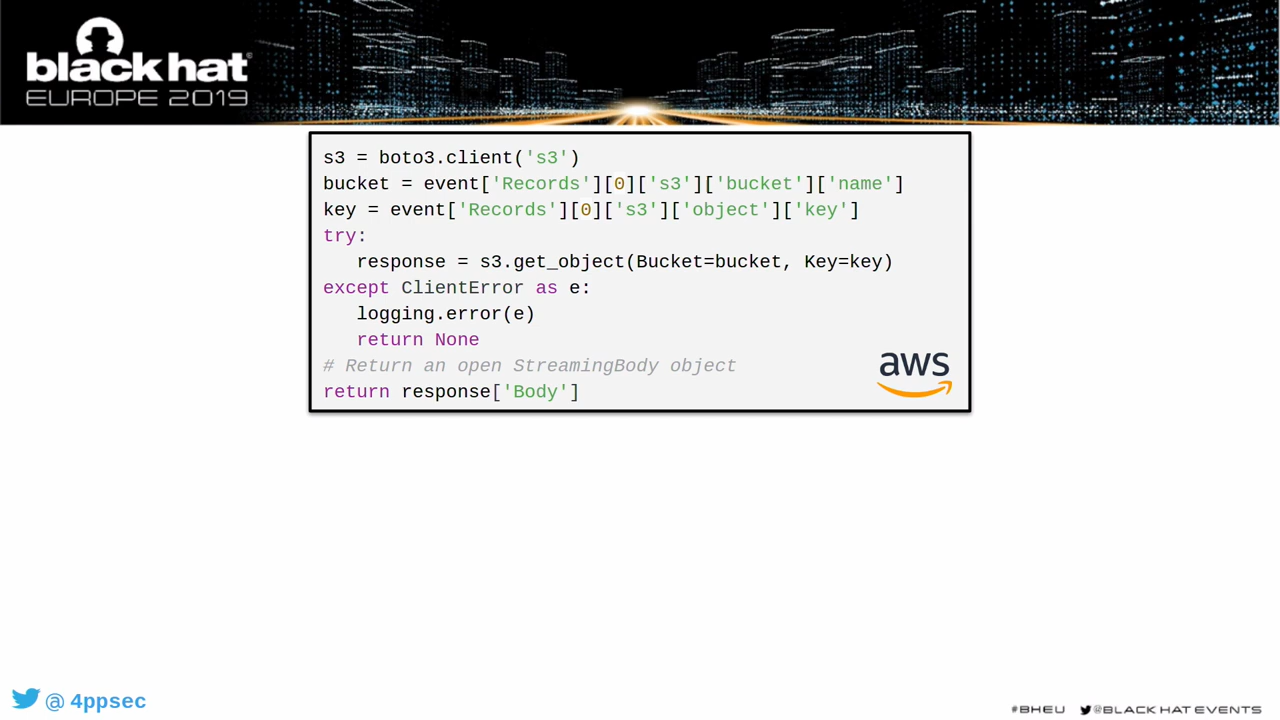 black hat
EUROPE 2019
s3 = boto3.client('s3')
bucket = event['Records'][0]['s3']['bucket']['name']
key = event['Records'][0]['s3']['object']['key']
try:
   response = s3.get_object(Bucket=bucket, Key=key)
except ClientError as e:
   logging.error(e)
   return None
# Return an open StreamingBody object
return response['Body']
aws
@ 4ppsec
#BHEU @BLACK HAT EVENTS